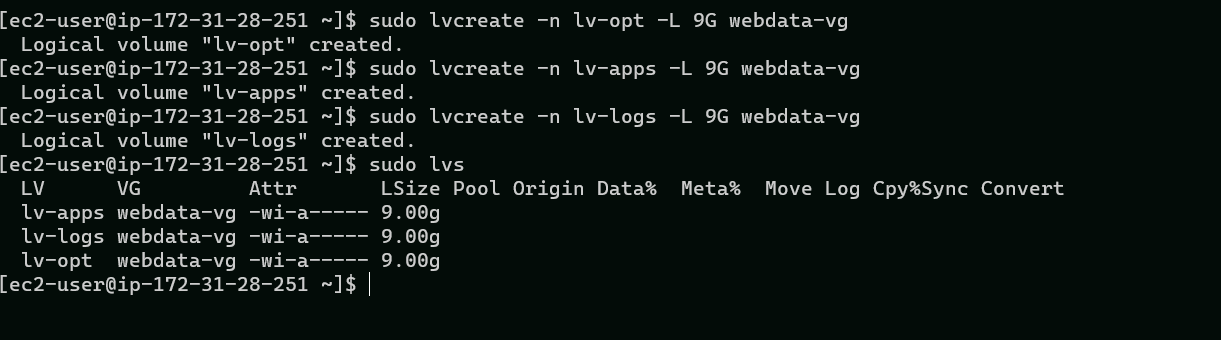 [ec2-user@ip-172-31-28-251 ~]$ sudo lvcreate -n lv-opt -L 9G webdata-vg
  Logical volume "lv-opt" created.
[ec2-user@ip-172-31-28-251 ~]$ sudo lvcreate -n lv-apps -L 9G webdata-vg
  Logical volume "lv-apps" created.
[ec2-user@ip-172-31-28-251 ~]$ sudo lvcreate -n lv-logs -L 9G webdata-vg
  Logical volume "lv-logs" created.
[ec2-user@ip-172-31-28-251 ~]$ sudo lvs
  LV      VG         Attr       LSize Pool Origin Data%  Meta%  Move Log Cpy%Sync Convert
  lv-apps webdata-vg -wi-a----- 9.00g
  lv-logs webdata-vg -wi-a----- 9.00g
  lv-opt  webdata-vg -wi-a----- 9.00g
[ec2-user@ip-172-31-28-251 ~]$